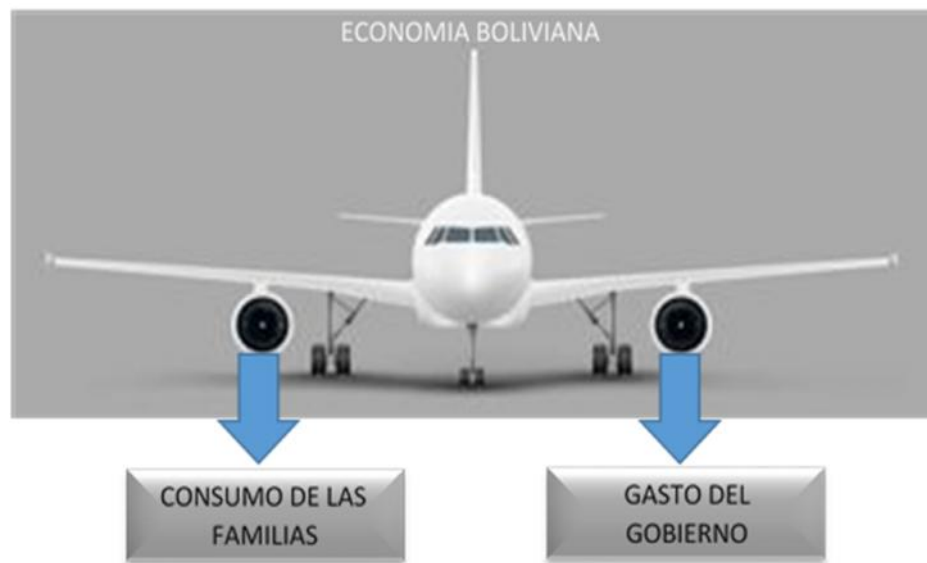 ECONOMIA BOLIVIANA
CONSUMO DE LAS
FAMILIAS
GASTO DEL
GOBIERNO